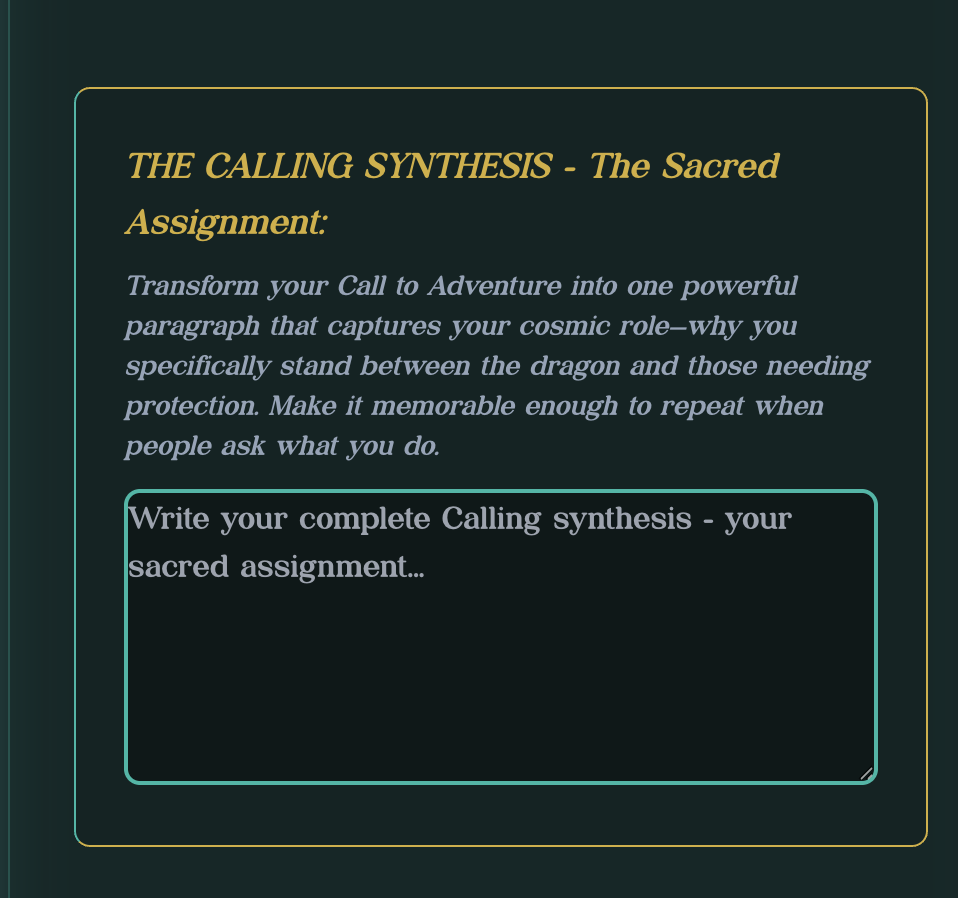 THE CALLING SYNTHESIS - The Sacred
Assignment:
Transform your Call to Adventure into one powerful
paragraph that captures your cosmic role—why you
specifically stand between the dragon and those needing
protection. Make it memorable enough to repeat when
people ask what you do.
Write your complete Calling synthesis - your
sacred assignment...